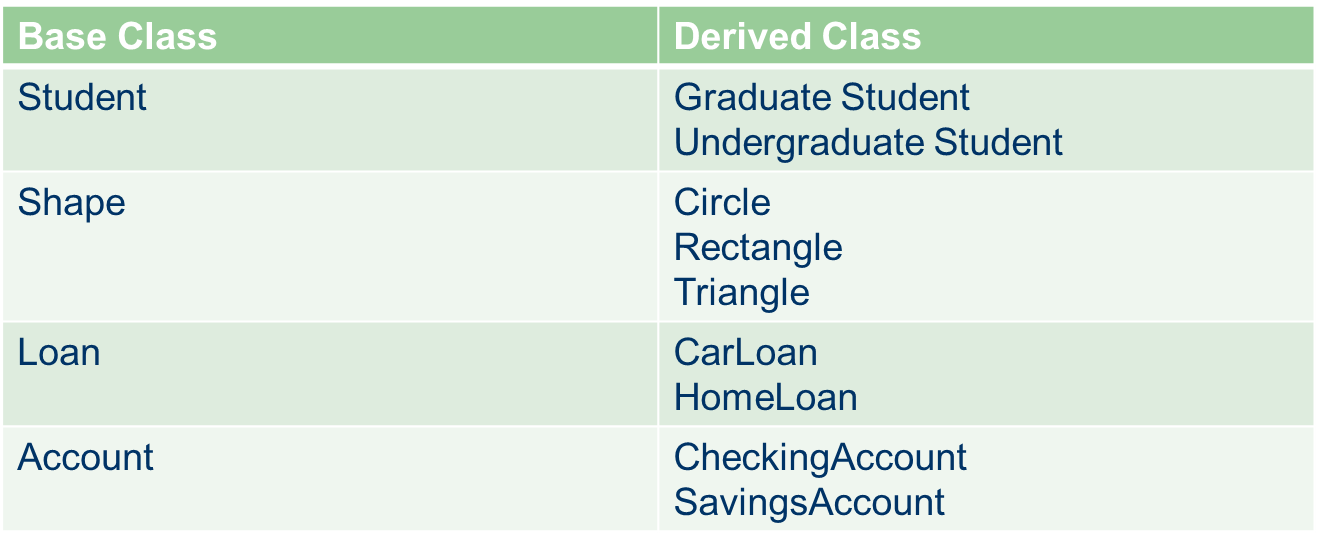 Base Class
Derived Class
Student
Graduate Student
Undergraduate Student
Shape
Circle
Rectangle
Triangle
Loan
CarLoan
HomeLoan
Account
CheckingAccount
SavingsAccount